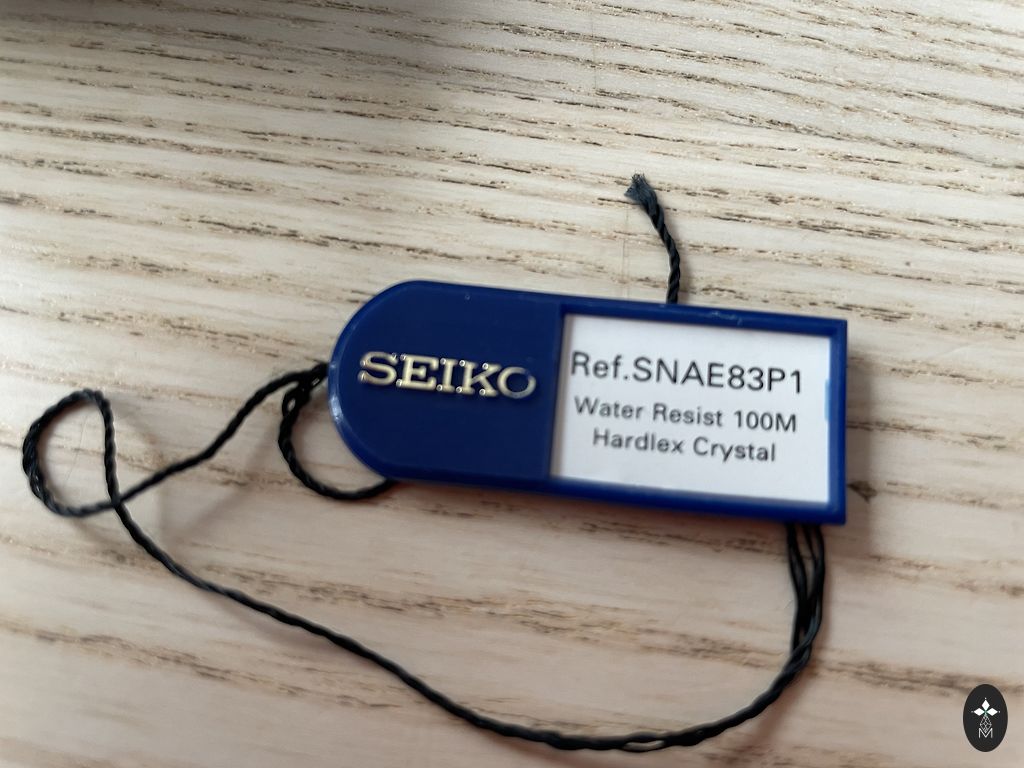 SEIKO
Ref.SNAE83P1
Water Resist 100M
Hardlex Crystal
M